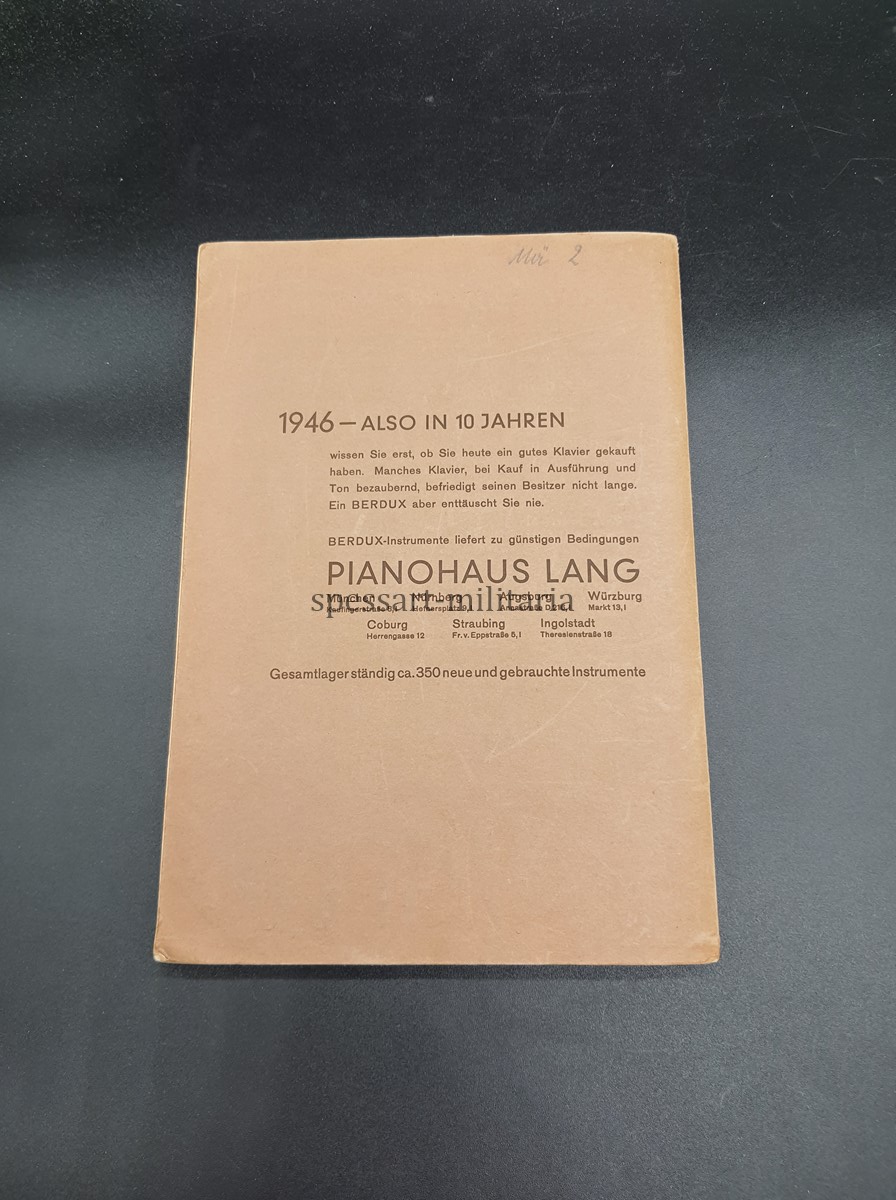 2
1946 — ALSO IN 10 JAHREN
wissen Sie erst, ob Sie heute ein gutes Klavier gekauft
haben. Manches Klavier, bei Kauf in Ausführung und
Ton bezaubernd, befriedigt seinen Besitzer nicht lange.
Ein BERDUX aber enttäuscht Sie nie.
BERDUX-Instrumente liefert zu günstigen Bedingungen
PIANOHAUS LANG
München Nürnberg Augsburg Würzburg
spessart_militaria
Markt 13, I
Coburg Straubing Ingolstadt
Herrengasse 12 Fr. v. Eppstraße 5, I Theresienstraße 18
Gesamtlager ständig ca. 350 neue und gebrauchte Instrumente